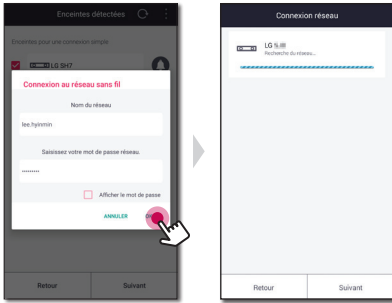 Enceintes détectées
Enceintes pour une connexion simple
LG SH7
Connexion au réseau sans fil
Nom du réseau
lee.hyinmin
Saisissez votre mot de passe réseau.
•••••••••
Afficher le mot de passe
ANNULER
Retour
Suivant
Connexion réseau
LG
Recherche du réseau...
Retour
Suivant